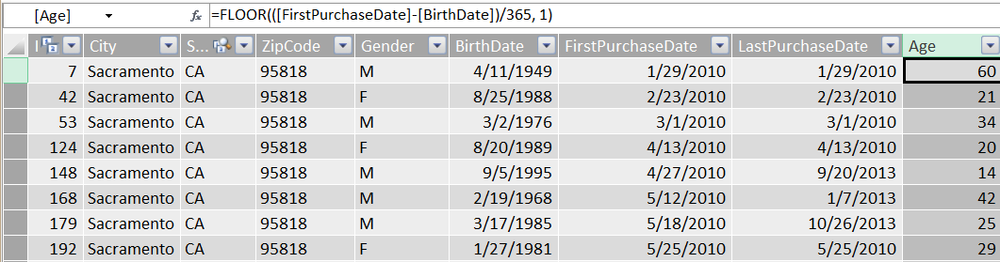 [Age] fx =FLOOR(([FirstPurchaseDate]-[BirthDate])/365, 1)
I City S... ZipCode Gender BirthDate FirstPurchaseDate LastPurchaseDate Age
7 Sacramento CA 95818 M 4/11/1949 1/29/2010 1/29/2010 60
42 Sacramento CA 95818 F 8/25/1988 2/23/2010 2/23/2010 21
53 Sacramento CA 95818 M 3/2/1976 3/1/2010 3/1/2010 34
124 Sacramento CA 95818 F 8/20/1989 4/13/2010 4/13/2010 20
148 Sacramento CA 95818 M 9/5/1995 4/27/2010 9/20/2013 14
168 Sacramento CA 95818 M 2/19/1968 5/12/2010 1/7/2013 42
179 Sacramento CA 95818 M 3/17/1985 5/18/2010 10/26/2013 25
192 Sacramento CA 95818 F 1/27/1981 5/25/2010 5/25/2010 29